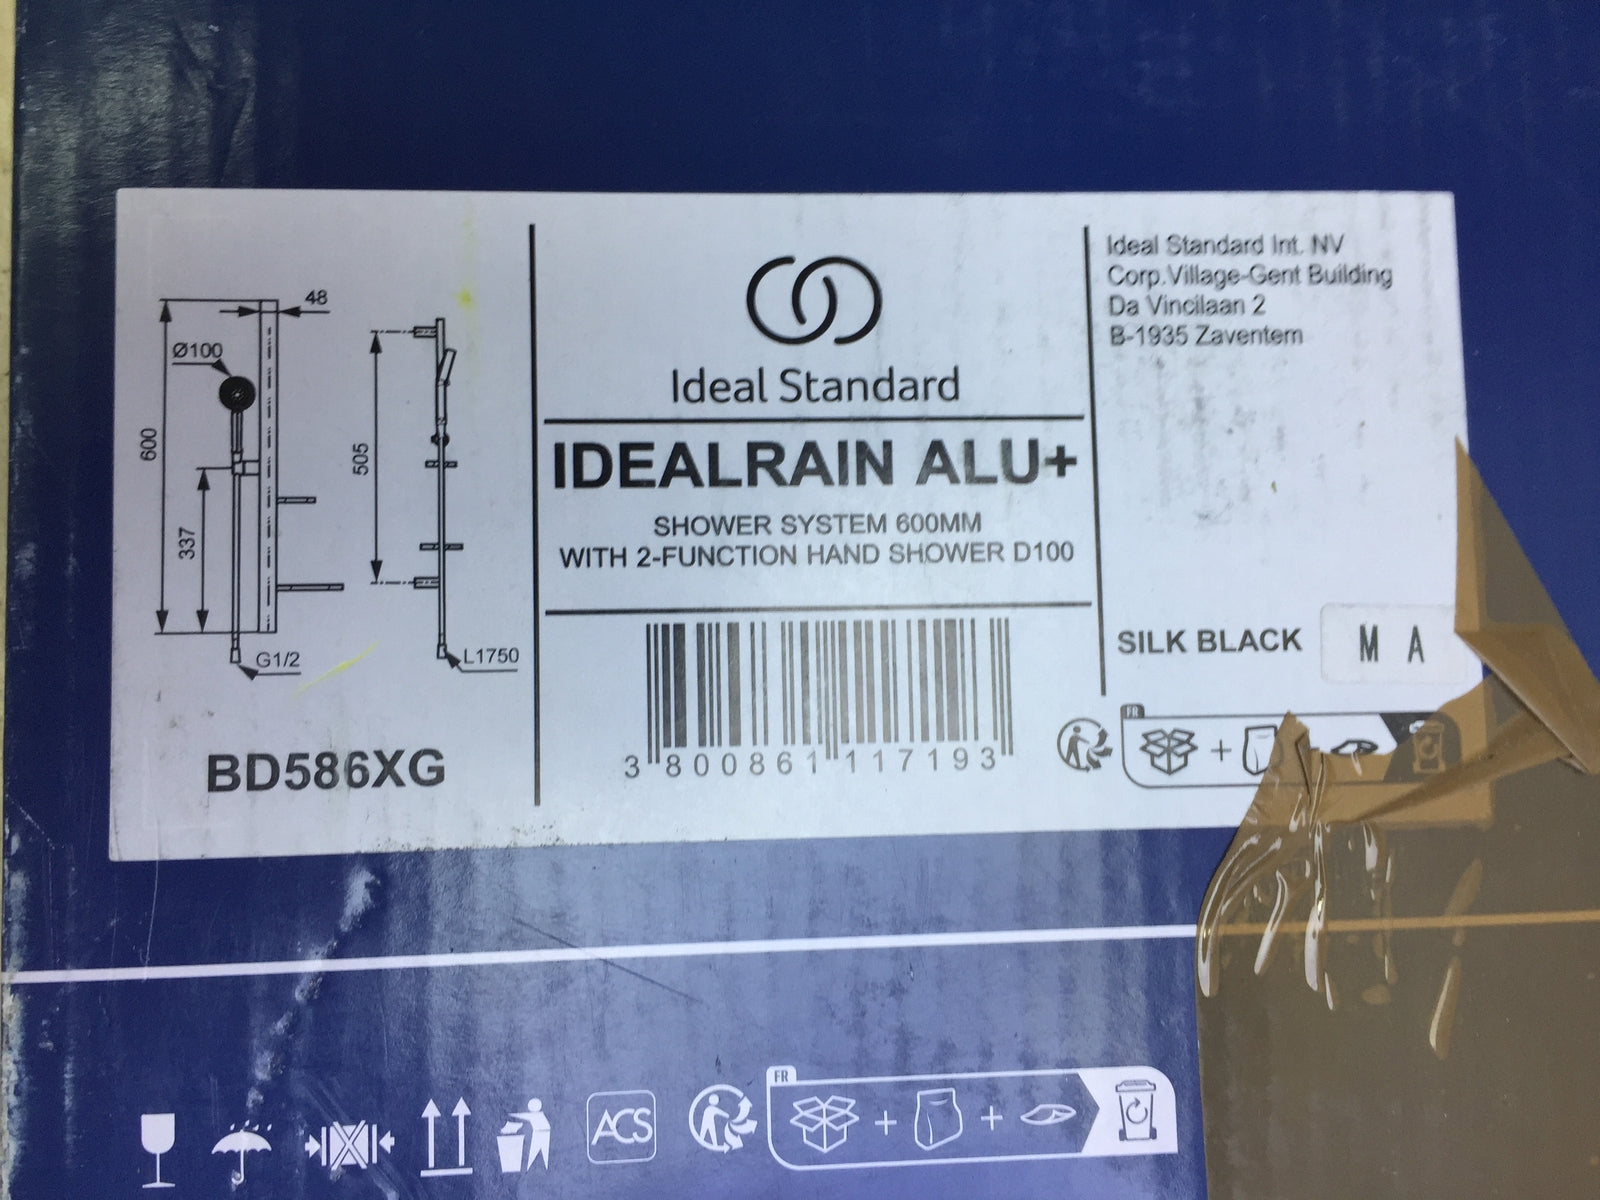 48
Ø100
600
505
337
G1/2
L1750
BD586XG
Ideal Standard
IDEALRAIN ALU+
SHOWER SYSTEM 600MM
WITH 2-FUNCTION HAND SHOWER D100
3 800861 117193
Ideal Standard Int. NV
Corp.Village-Gent Building
Da Vincilaan 2
B-1935 Zaventem
SILK BLACK
M A
FR
+
ACS
FR
+ +